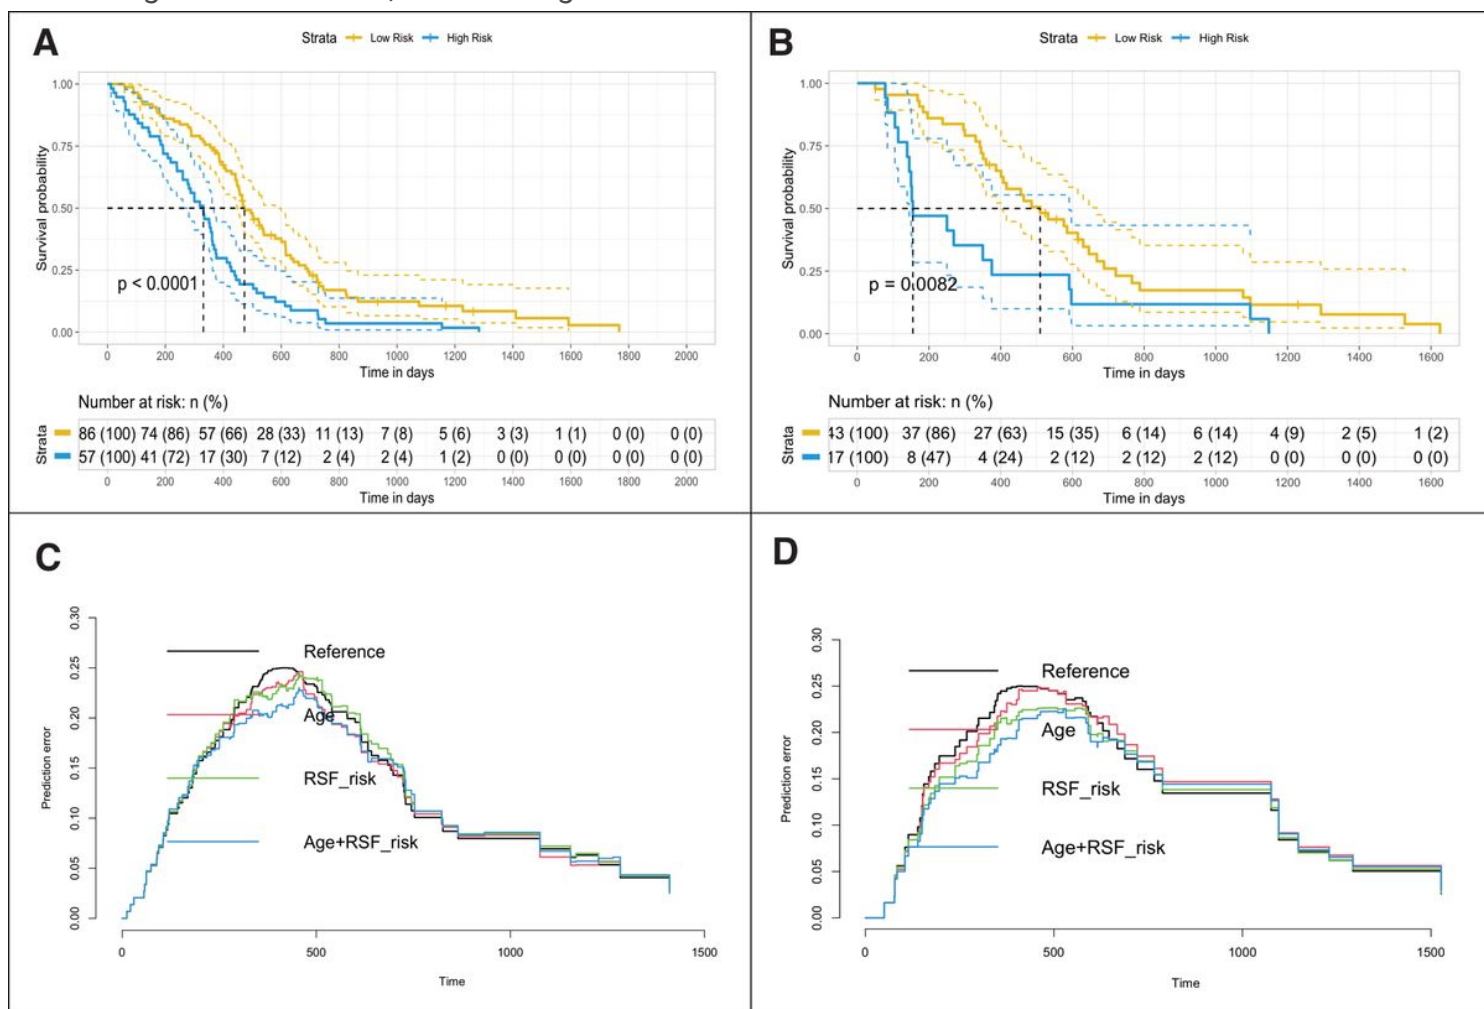 A
Strata Low Risk High Risk
1.00
0.75
0.50
0.25
0.00
Survival probability
p < 0.0001
0 200 400 600 800 1000 1200 1400 1600 1800 2000
Time in days
Number at risk: n (%)
Strata
86 (100) 74 (86) 57 (66) 28 (33) 11 (13) 7 (8) 5 (6) 3 (3) 1 (1) 0 (0) 0 (0)
57 (100) 41 (72) 17 (30) 7 (12) 2 (4) 2 (4) 1 (2) 0 (0) 0 (0) 0 (0) 0 (0)
0 200 400 600 800 1000 1200 1400 1600 1800 2000
Time in days
B
Strata Low Risk High Risk
1.00
0.75
0.50
0.25
0.00
Survival probability
p = 0.0082
0 200 400 600 800 1000 1200 1400 1600
Time in days
Number at risk: n (%)
Strata
43 (100) 37 (86) 27 (63) 15 (35) 6 (14) 6 (14) 4 (9) 2 (5) 1 (2)
17 (100) 8 (47) 4 (24) 2 (12) 2 (12) 2 (12) 0 (0) 0 (0) 0 (0)
0 200 400 600 800 1000 1200 1400 1600
Time in days
C
0.30
0.25
0.20
0.15
0.10
0.05
0.00
Prediction error
Reference
Age
RSF_risk
Age+RSF_risk
0 500 1000 1500
Time
D
0.30
0.25
0.20
0.15
0.10
0.05
0.00
Prediction error
Reference
Age
RSF_risk
Age+RSF_risk
0 500 1000 1500
Time